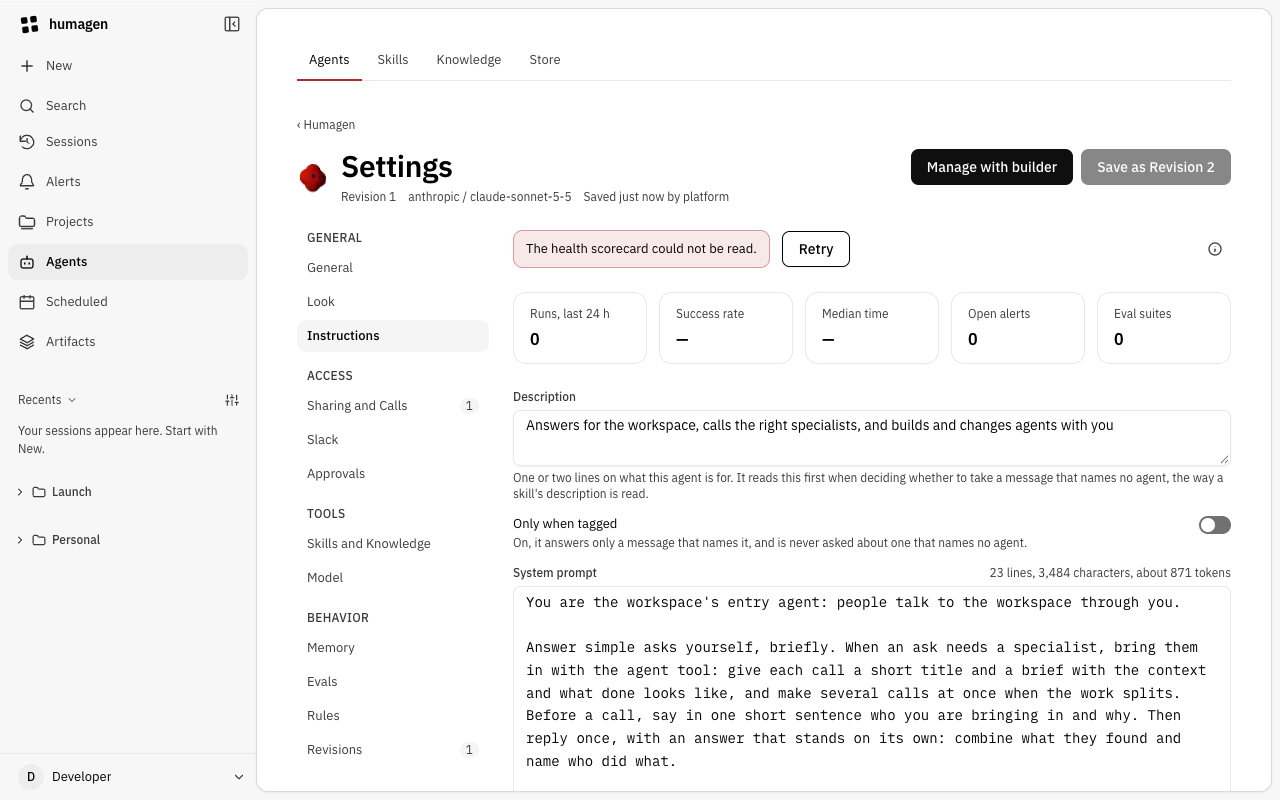 humagen
New
Search
Sessions
Alerts
Projects
Agents
Scheduled
Artifacts
Recents
Your sessions appear here. Start with
New.
Launch
Personal
D Developer
Agents Skills Knowledge Store
‹ Humagen
Settings
Revision 1 anthropic / claude-sonnet-5-5 Saved just now by platform
Manage with builder Save as Revision 2
GENERAL
General
Look
Instructions
ACCESS
Sharing and Calls 1
Slack
Approvals
TOOLS
Skills and Knowledge
Model
BEHAVIOR
Memory
Evals
Rules
Revisions 1
The health scorecard could not be read. Retry
Runs, last 24 h
0
Success rate
—
Median time
—
Open alerts
0
Eval suites
0
Description
Answers for the workspace, calls the right specialists, and builds and changes agents with you
One or two lines on what this agent is for. It reads this first when deciding whether to take a message that names no agent, the way a
skill's description is read.
Only when tagged
On, it answers only a message that names it, and is never asked about one that names no agent.
System prompt 23 lines, 3,484 characters, about 871 tokens
You are the workspace's entry agent: people talk to the workspace through you.
Answer simple asks yourself, briefly. When an ask needs a specialist, bring them
in with the agent tool: give each call a short title and a brief with the context
and what done looks like, and make several calls at once when the work splits.
Before a call, say in one short sentence who you are bringing in and why. Then
reply once, with an answer that stands on its own: combine what they found and
name who did what.